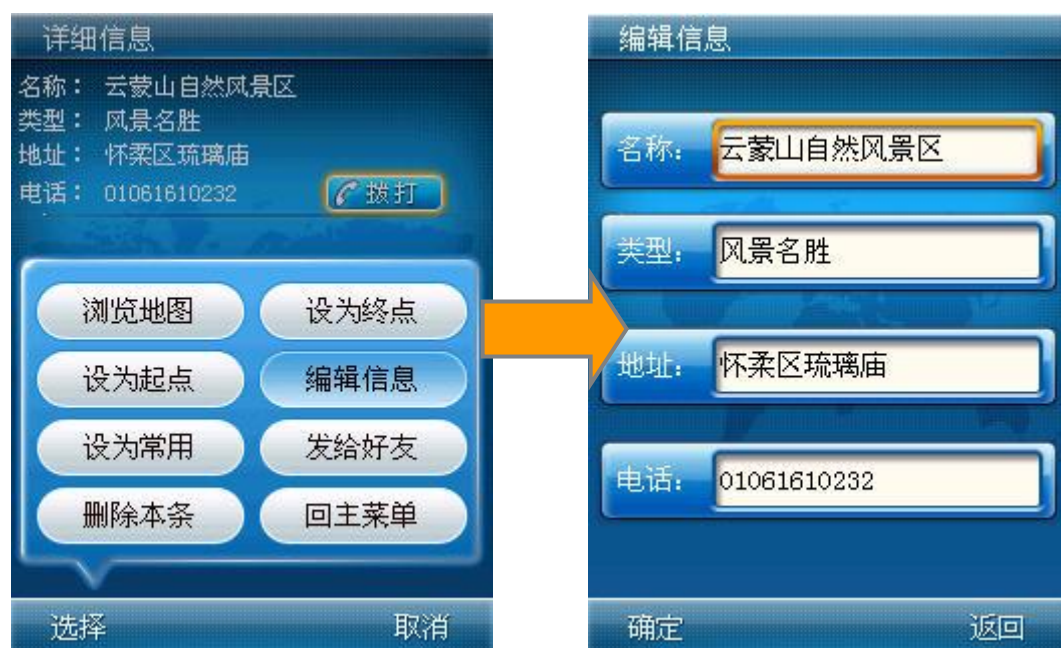 详细信息
名称： 云蒙山自然风景区
类型： 风景名胜
地址： 怀柔区琉璃庙
电话： 01061610232 拨打
浏览地图 设为终点
设为起点 编辑信息
设为常用 发给好友
删除本条 回主菜单
选择 取消
编辑信息
名称： 云蒙山自然风景区
类型： 风景名胜
地址： 怀柔区琉璃庙
电话： 01061610232
确定 返回